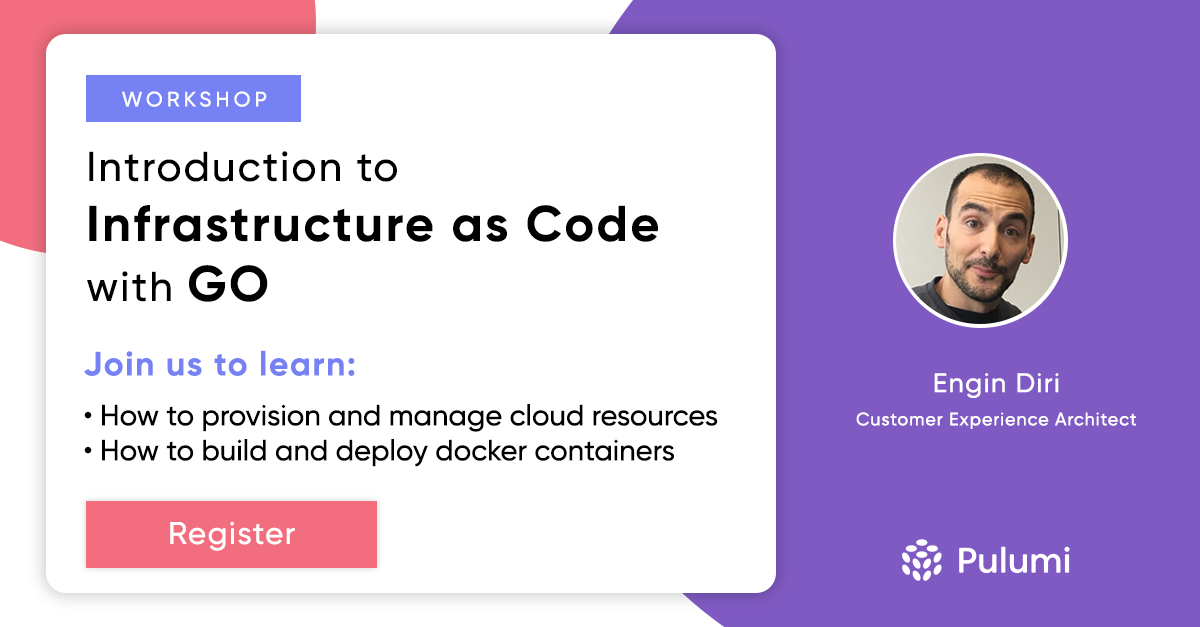 WORKSHOP
Introduction to
Infrastructure as Code
with GO
Join us to learn:
• How to provision and manage cloud resources
• How to build and deploy docker containers
Register
Engin Diri
Customer Experience Architect
Pulumi